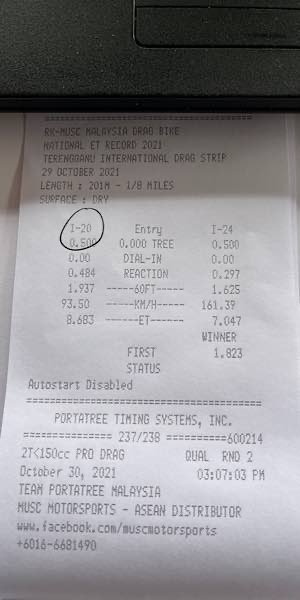 ==========================================
RK-MUSC MALAYSIA DRAG BIKE
NATIONAL ET RECORD 2021
TERENGGANU INTERNATIONAL DRAG STRIP
29 OCTOBER 2021
LENGTH : 201M - 1/8 MILES
SURFACE : DRY
I-20 Entry I-24
0.500 0.000 TREE 0.500
0.00 DIAL-IN 0.00
0.484 REACTION 0.297
1.937 -----60FT----- 1.625
93.50 -----KM/H----- 161.39
8.683 ------ET------ 7.047
WINNER
FIRST 1.823
STATUS
Autostart Disabled
==========================================
PORTATREE TIMING SYSTEMS, INC.
=============== 237/238 ==========600214
2T<150cc PRO DRAG QUAL RND 2
October 30, 2021 03:07:03 PM
TEAM PORTATREE MALAYSIA
MUSC MOTORSPORTS - ASEAN DISTRIBUTOR
www.facebook.com/muscmotorsports
+6016-6681490